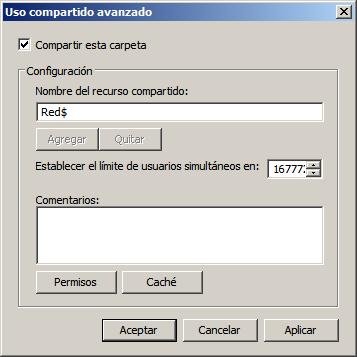 Uso compartido avanzado
Compartir esta carpeta
Configuración
Nombre del recurso compartido:
Red$
Agregar
Quitar
Establecer el límite de usuarios simultáneos en:
Comentarios:
Permisos
Caché
Aceptar
Cancelar
Aplicar